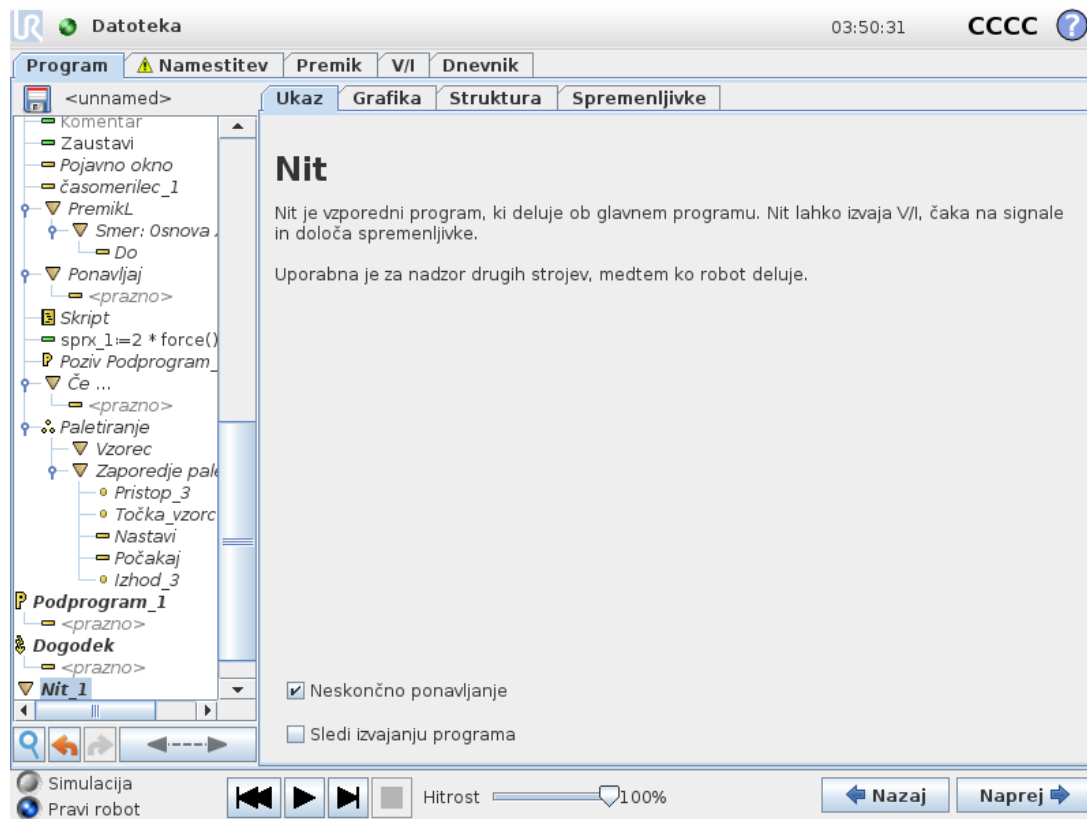 UR Datoteka 03:50:31 CCCC ?
Program Namestitev Premik V/I Dnevnik
<unnamed>
Ukaz Grafika Struktura Spremenljivke
Komentar
Zaustavi
Pojavno okno
časomerilec_1
PremikL
Smer: Osnova
Do
Ponavljaj
<prazno>
Skript
sprx_1:=2 * force()
Poziv Podprogram_
Če ...
<prazno>
Paletiranje
Vzorec
Zaporedje pale
Pristop_3
Točka_vzorc
Nastavi
Počakaj
Izhod_3
P Podprogram_1
<prazno>
Dogodek
<prazno>
Nit_1
Nit
Nit je vzporedni program, ki deluje ob glavnem programu. Nit lahko izvaja V/I, čaka na signale
in določa spremenljivke.
Uporabna je za nadzor drugih strojev, medtem ko robot deluje.
Neskončno ponavljanje
Sledi izvajanju programa
Simulacija
Pravi robot
Hitrost 100%
Nazaj Naprej